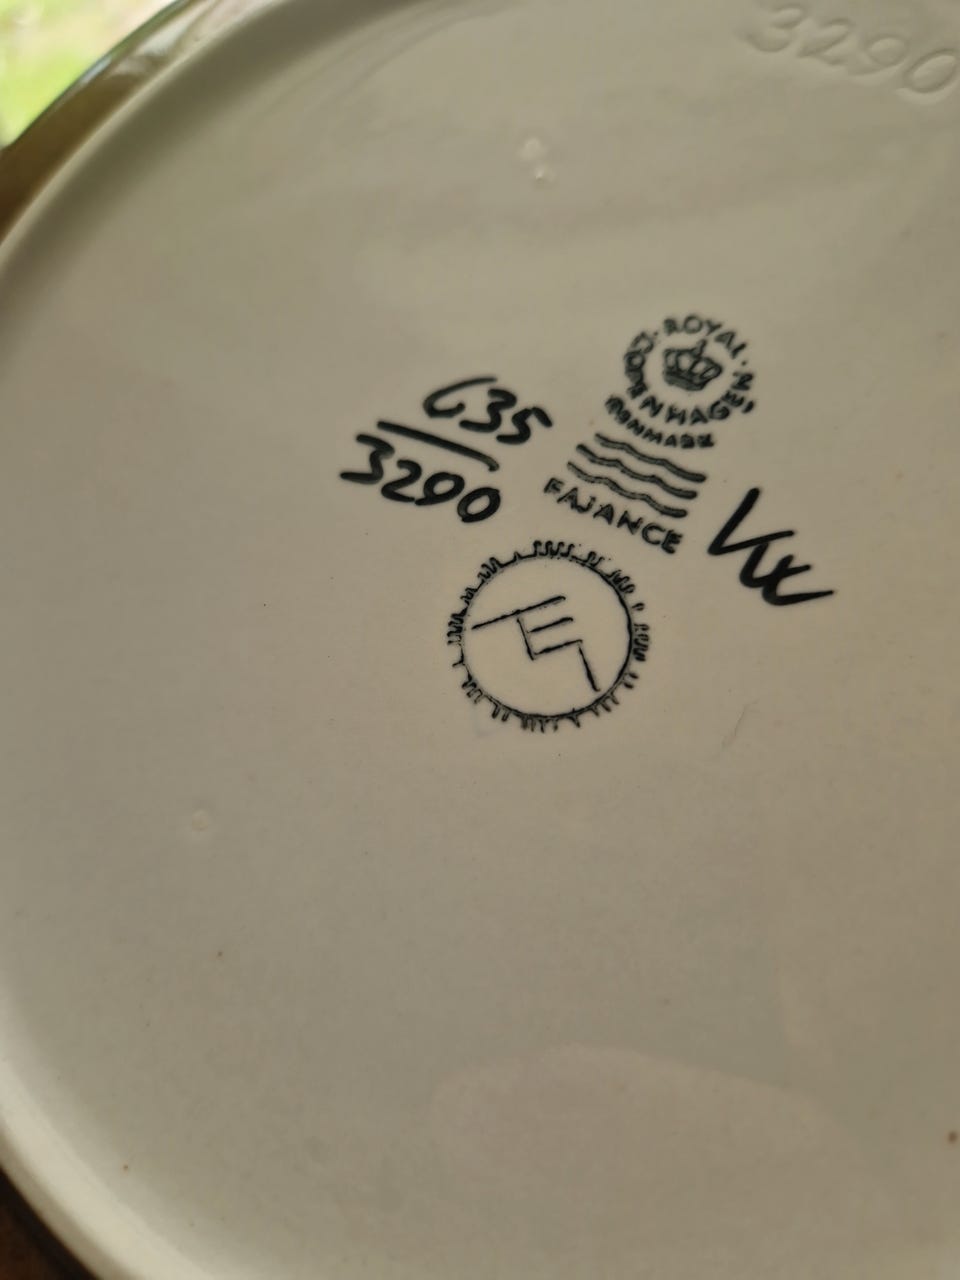 3290
ROYAL COPENHAGEN
DENMARK
FAJANCE
635
3290